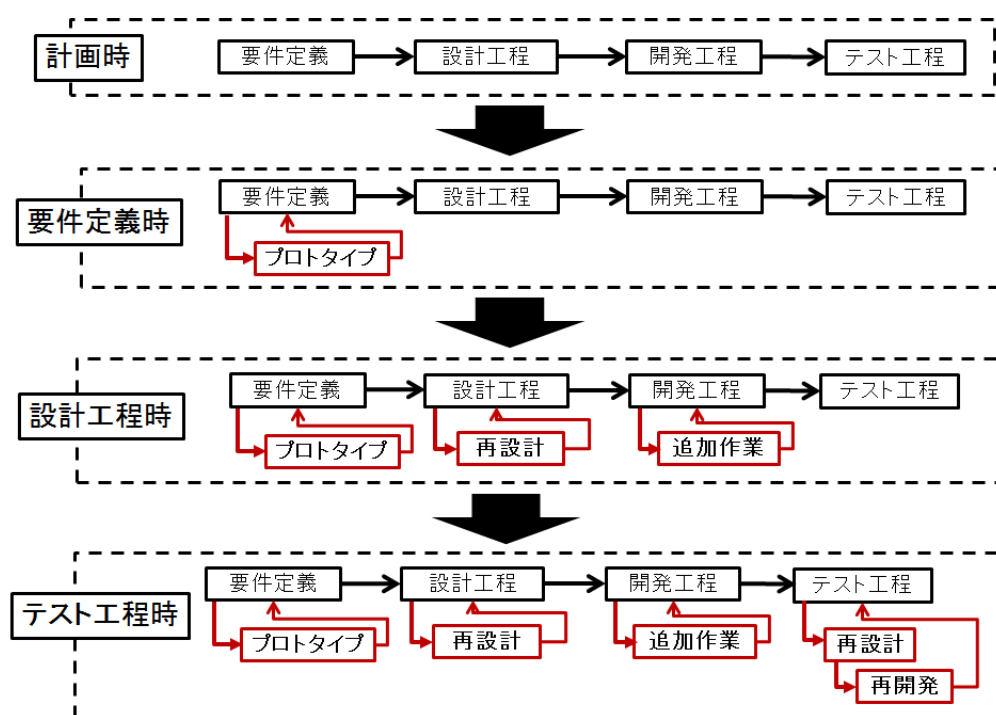 計画時
要件定義
設計工程
開発工程
テスト工程
要件定義時
要件定義
設計工程
開発工程
テスト工程
プロトタイプ
設計工程時
要件定義
設計工程
開発工程
テスト工程
プロトタイプ
再設計
追加作業
テスト工程時
要件定義
設計工程
開発工程
テスト工程
プロトタイプ
再設計
追加作業
再設計
再開発